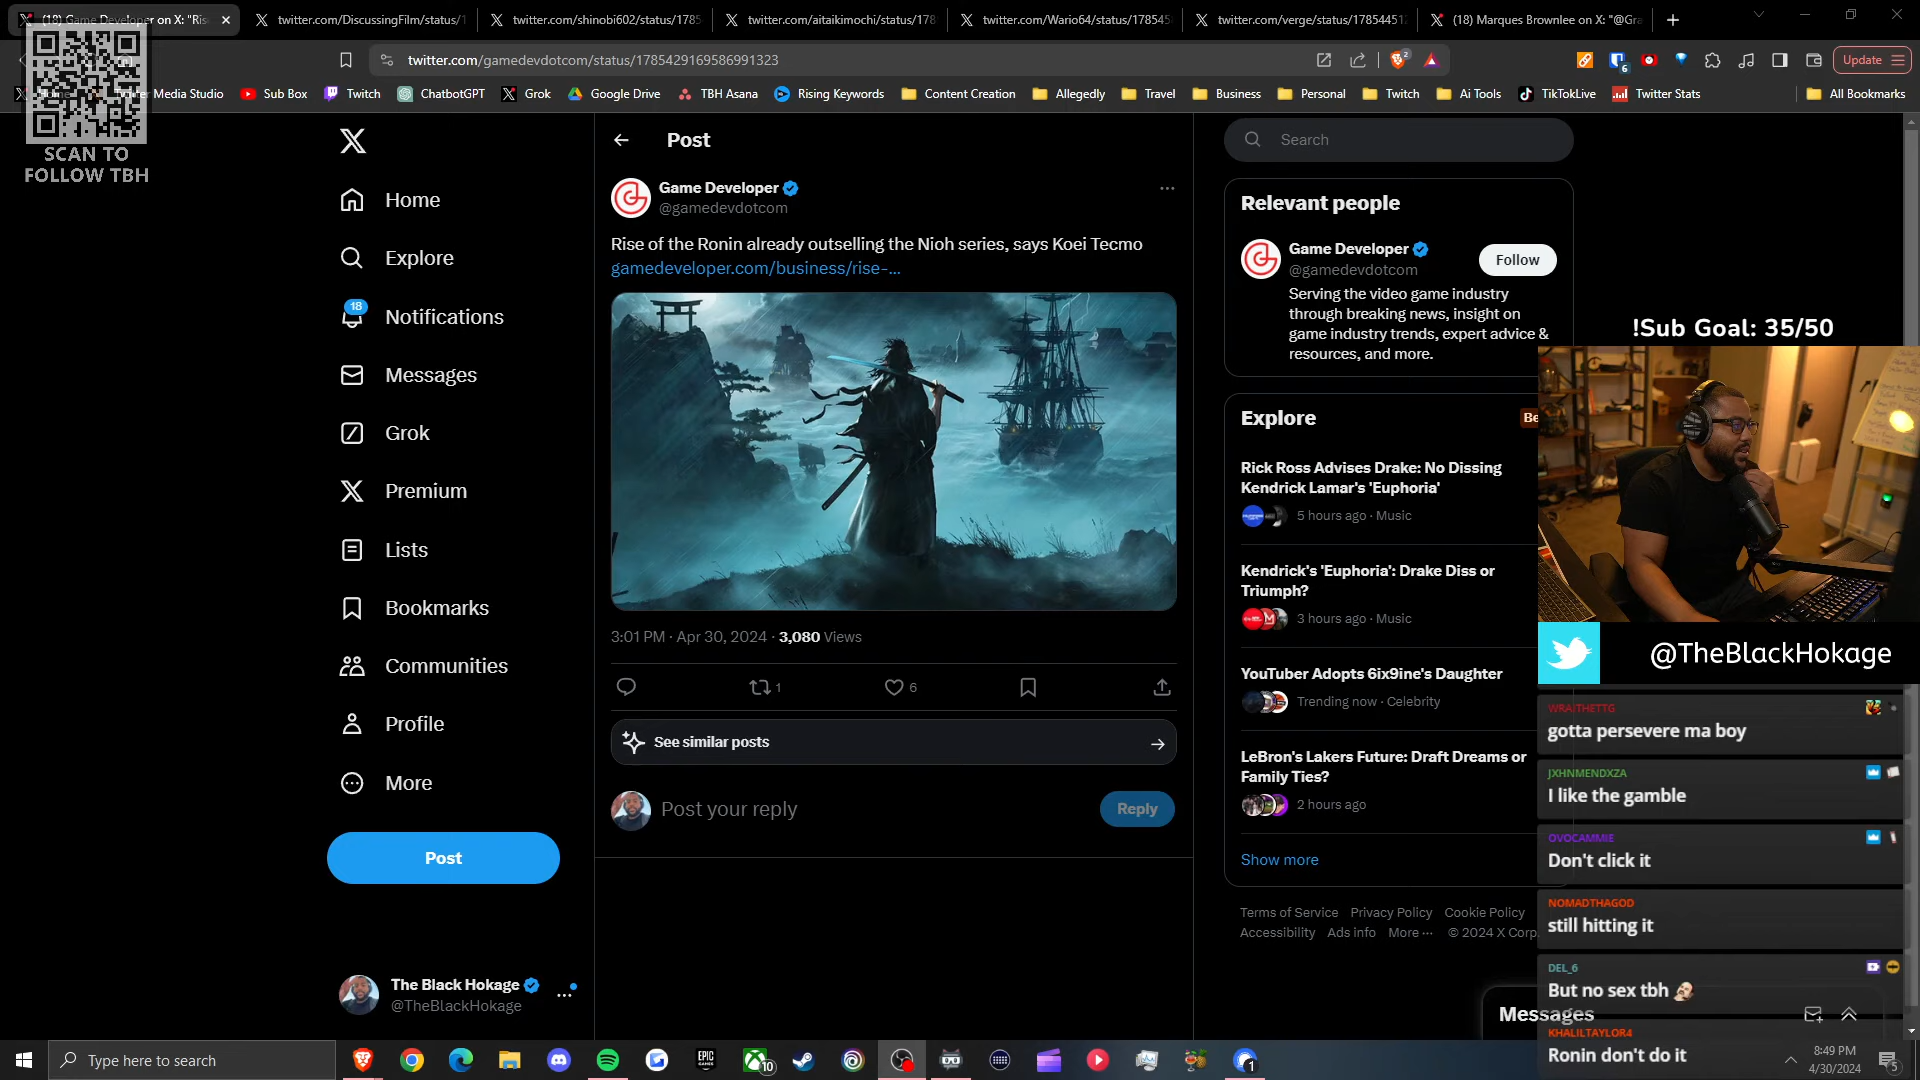 (18) Game Developer on X: "Ris
twitter.com/DiscussingFilm/status/1
twitter.com/shinobi602/status/1785
twitter.com/aitaikimochi/status/178
twitter.com/Wario64/status/178545
twitter.com/verge/status/178544512
(18) Marques Brownlee on X: "@Gra
twitter.com/gamedevdotcom/status/1785429169586991323
2
6
Update
Twitter Media Studio
Sub Box
Twitch
ChatbotGPT
Grok
Google Drive
TBH Asana
Rising Keywords
Content Creation
Allegedly
Travel
Business
Personal
Twitch
Ai Tools
TikTokLive
Twitter Stats
All Bookmarks
SCAN TO
FOLLOW TBH
Home
Explore
18
Notifications
Messages
Grok
Premium
Lists
Bookmarks
Communities
Profile
More
Post
The Black Hokage
@TheBlackHokage
Post
Game Developer
@gamedevdotcom
Rise of the Ronin already outselling the Nioh series, says Koei Tecmo
gamedeveloper.com/business/rise-...
3:01 PM · Apr 30, 2024 · 3,080 Views
1
6
See similar posts
Post your reply
Reply
Search
Relevant people
Game Developer
@gamedevdotcom
Follow
Serving the video game industry
through breaking news, insight on
game industry trends, expert advice &
resources, and more.
Explore
Be
Rick Ross Advises Drake: No Dissing
Kendrick Lamar's 'Euphoria'
5 hours ago · Music
Kendrick's 'Euphoria': Drake Diss or
Triumph?
3 hours ago · Music
YouTuber Adopts 6ix9ine's Daughter
Trending now · Celebrity
LeBron's Lakers Future: Draft Dreams or
Family Ties?
2 hours ago
Show more
Terms of Service Privacy Policy Cookie Policy
Accessibility Ads info More ··· © 2024 X Corp
Messages
!Sub Goal: 35/50
@TheBlackHokage
WRAITHETTG
gotta persevere ma boy
JXHNMENDXZA
I like the gamble
OVOCAMMIE
Don't click it
NOMADTHAGOD
still hitting it
DEL_6
But no sex tbh
KHALILTAYLOR4
Ronin don't do it
Type here to search
EPIC
GAMES
10
1
8:49 PM
4/30/2024
5